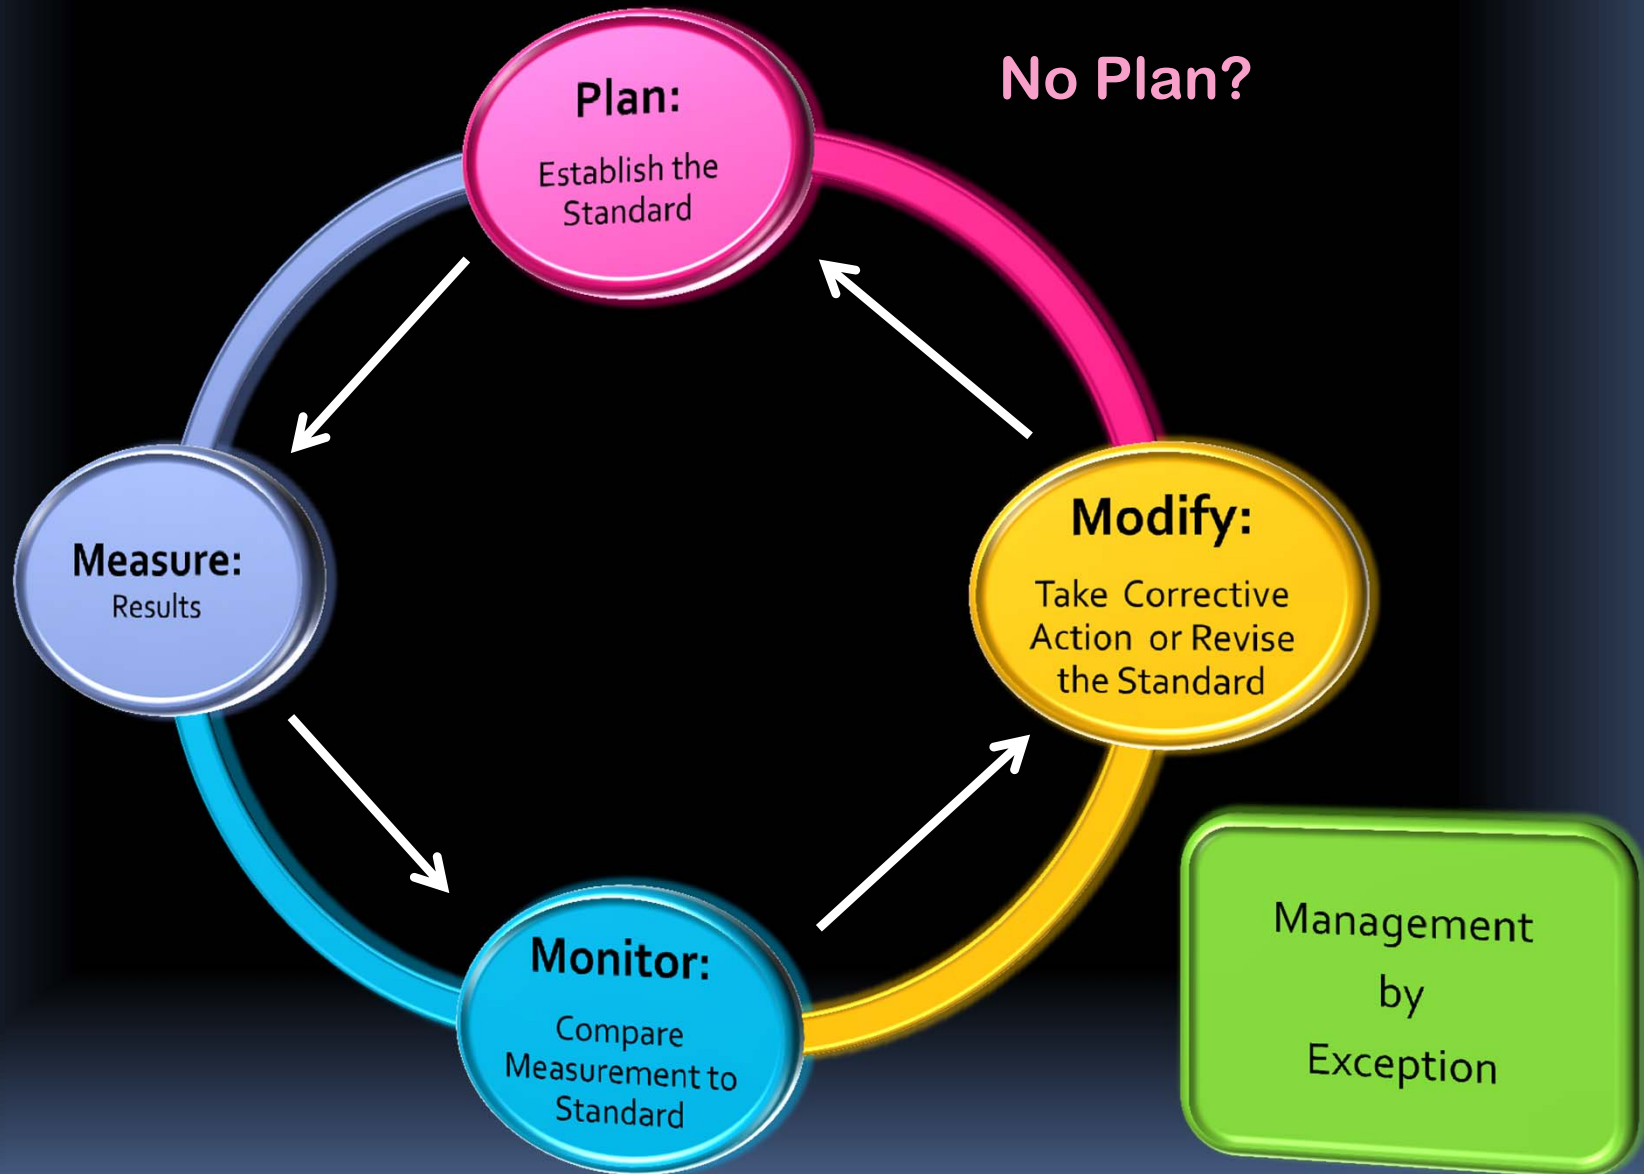 No Plan?
Plan:
Establish the
Standard
Measure:
Results
Modify:
Take Corrective
Action or Revise
the Standard
Monitor:
Compare
Measurement to
Standard
Management
by
Exception